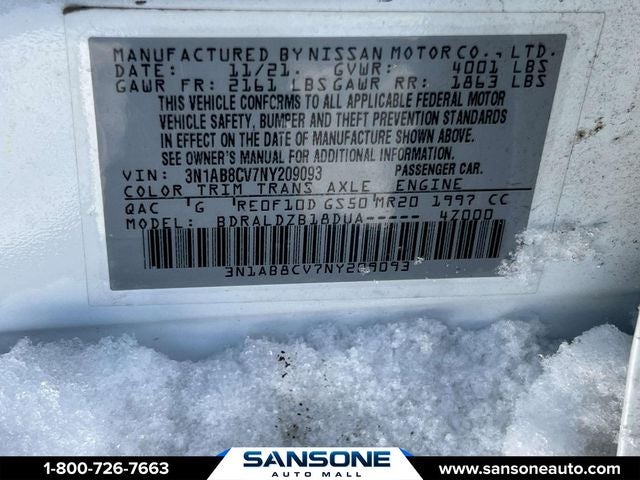 MANUFACTURED BY NISSAN MOTOR CO., LTD.
DATE: 11/21. GVWR: 4001 LBS
GAWR FR: 2161 LBS GAWR RR: 1863 LBS
THIS VEHICLE CONFORMS TO ALL APPLICABLE FEDERAL MOTOR
VEHICLE SAFETY, BUMPER AND THEFT PREVENTION STANDARDS
IN EFFECT ON THE DATE OF MANUFACTURE SHOWN ABOVE.
SEE OWNER'S MANUAL FOR ADDITIONAL INFORMATION.
VIN: 3N1AB8CV7NY209093 PASSENGER CAR.
COLOR TRIM TRANS AXLE ENGINE
QAC G RE0F10D GS50 MR20 1997 CC
MODEL: BDRALDZB18DUA----- 4Z000
3N1AB8CV7NY209093
1-800-726-7663 SANSONE www.sansoneauto.com
AUTO MALL